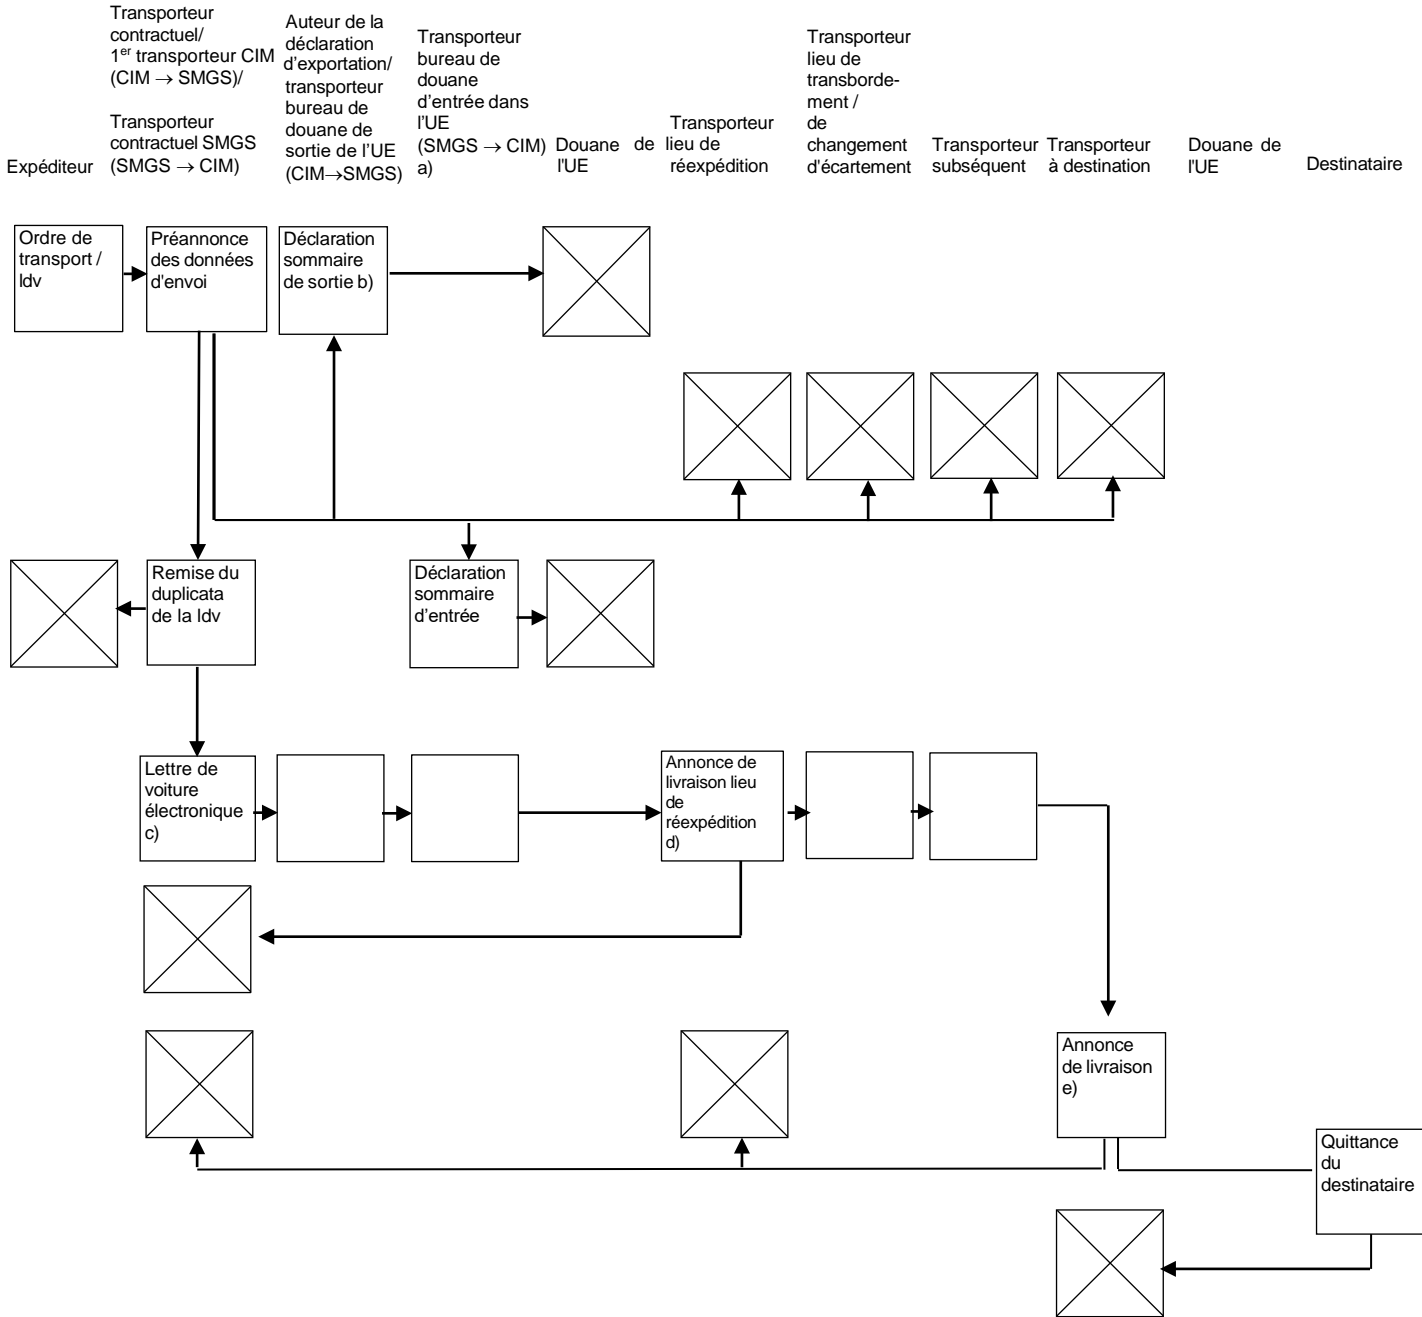 Expéditeur
Transporteur
contractuel/
1er transporteur CIM
(CIM → SMGS)/
Transporteur
contractuel SMGS
(SMGS → CIM)
Auteur de la
déclaration
d'exportation/
transporteur
bureau de
douane de
sortie de l'UE
(CIM→SMGS)
Transporteur
bureau de
douane
d'entrée dans
l'UE
(SMGS → CIM)
a)
Douane de
l'UE
Transporteur
lieu de
réexpédition
Transporteur
lieu de
transborde-
ment /
de
changement
d'écartement
Transporteur
subséquent
Transporteur
à destination
Douane de
l'UE
Destinataire
Ordre de
transport /
ldv
Préannonce
des données
d'envoi
Déclaration
sommaire
de sortie b)
Remise du
duplicata
de la ldv
Déclaration
sommaire
d'entrée
Lettre de
voiture
électronique
c)
Annonce de
livraison lieu
de
réexpédition
d)
Annonce
de livraison
e)
Quittance
du
destinataire